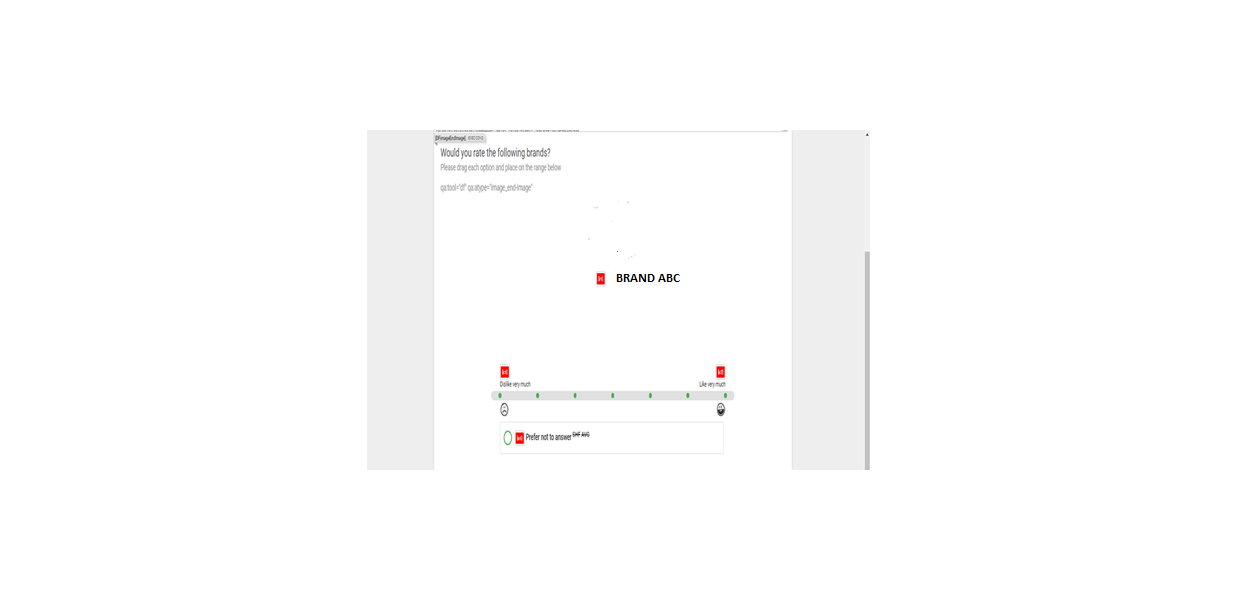 Would you rate the following brands?
Please drag each option and place on the range below
qa:tool="df" qa:atype="image_end-image"
BRAND ABC
Dislike very much
Like very much
Prefer not to answer